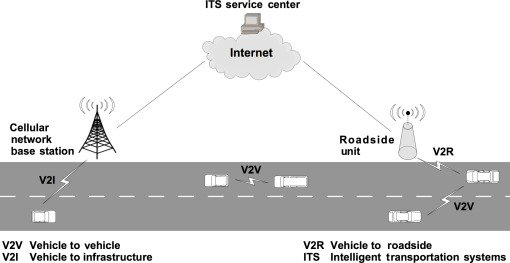 ITS service center
Internet
Cellular
network
base station
Roadside
unit
V2R
V2I
V2V
V2V
V2V Vehicle to vehicle
V2I Vehicle to infrastructure
V2R Vehicle to roadside
ITS Intelligent transportation systems